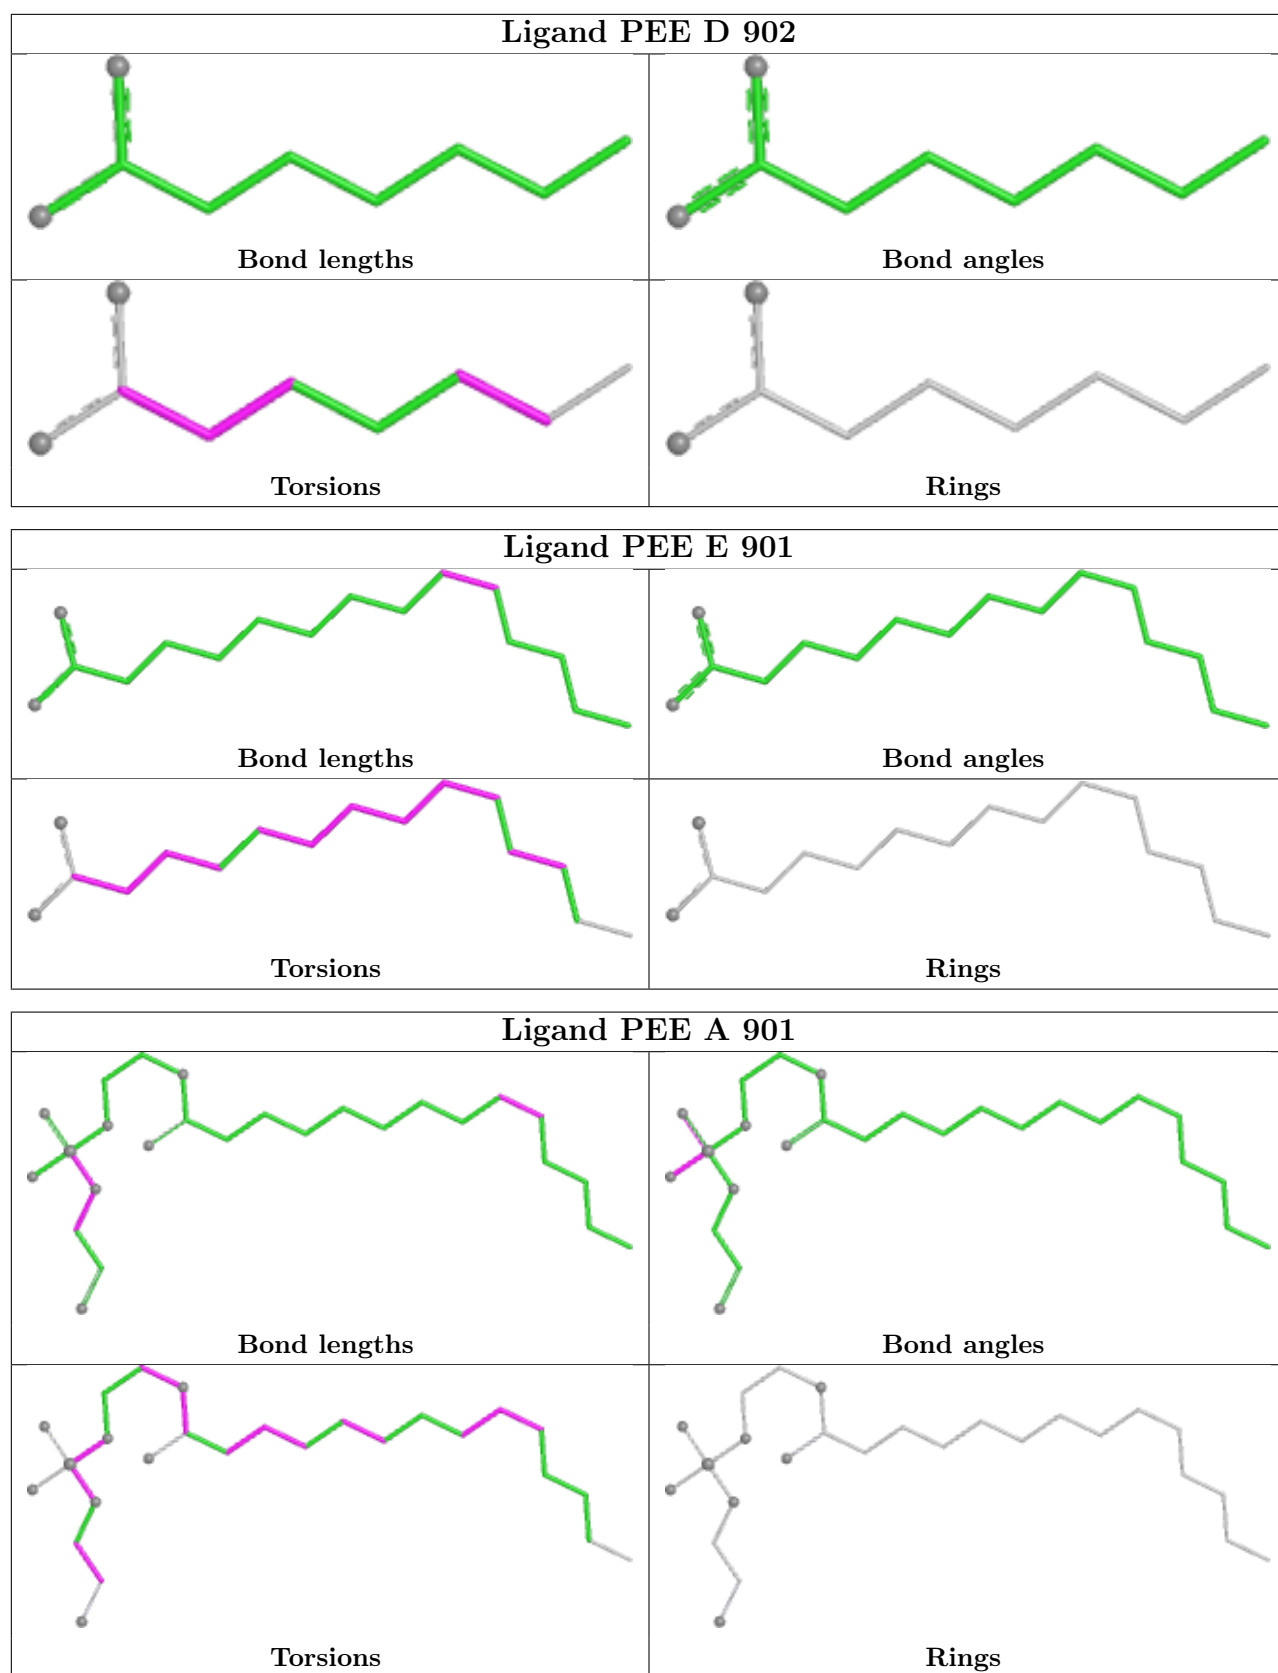 Ligand PEE D 902
Bond lengths
Bond angles
Torsions
Rings
Ligand PEE E 901
Bond lengths
Bond angles
Torsions
Rings
Ligand PEE A 901
Bond lengths
Bond angles
Torsions
Rings